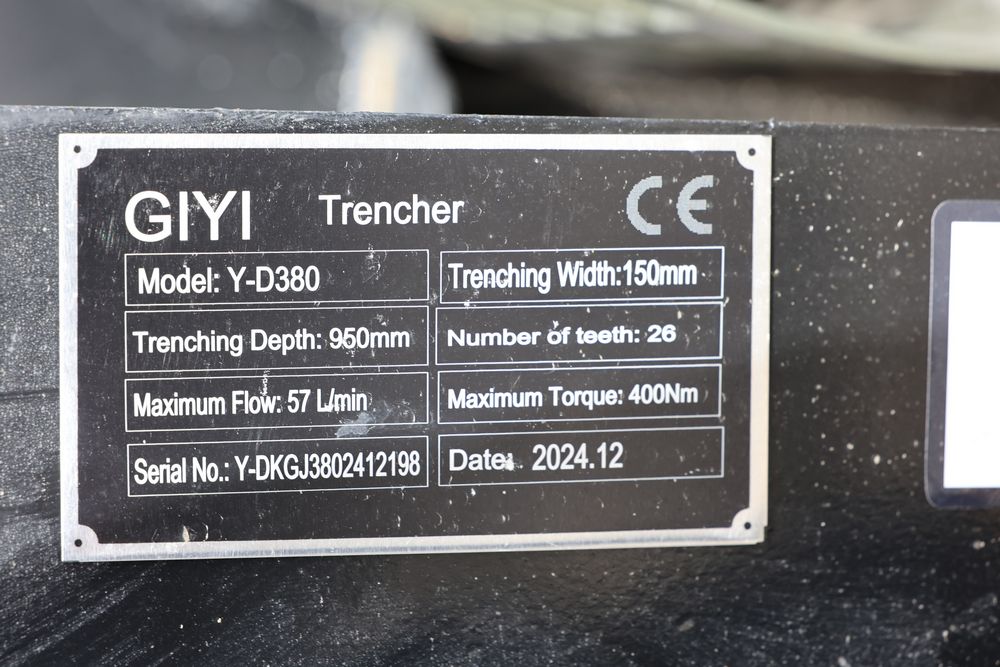 GIYI Trencher CE
Model: Y-D380 Trenching Width:150mm
Trenching Depth: 950mm Number of teeth: 26
Maximum Flow: 57 L/min Maximum Torque: 400Nm
Serial No.: Y-DKGJ3802412198 Date: 2024.12